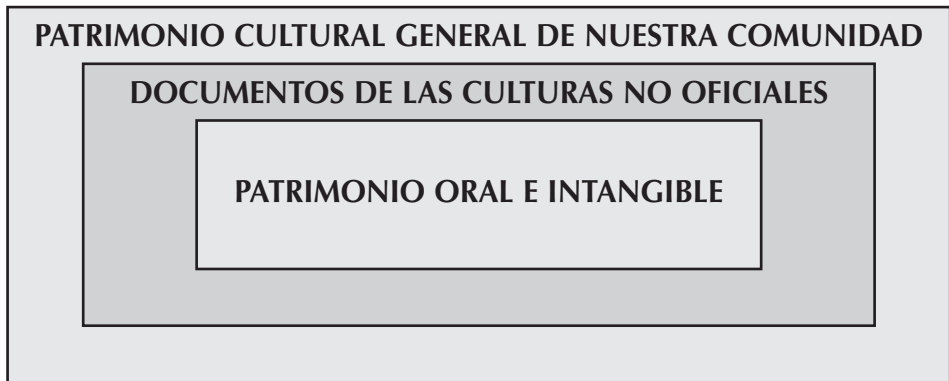 PATRIMONIO CULTURAL GENERAL DE NUESTRA COMUNIDAD
DOCUMENTOS DE LAS CULTURAS NO OFICIALES
PATRIMONIO ORAL E INTANGIBLE